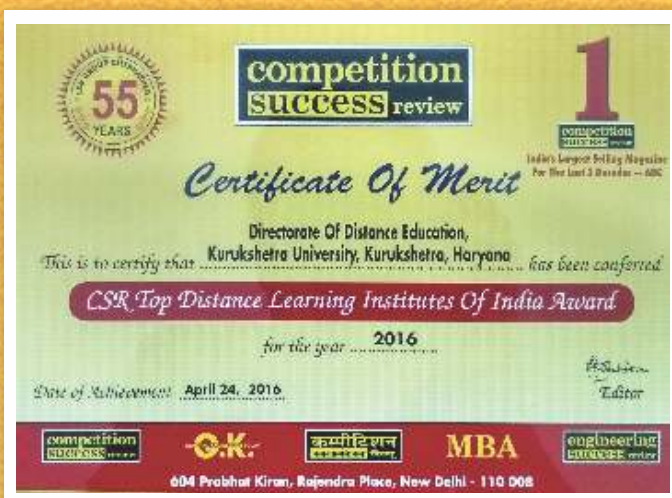 55
YEARS
competition
SUCCESS review
1
competition
SUCCESS review
India's Largest Selling Magazine
For The Last 3 Decades – ABC
Certificate Of Merit
Directorate Of Distance Education,
This is to certify that Kurukshetra University, Kurukshetra, Haryana has been conferred
CSR Top Distance Learning Institutes Of India Award
for the year 2016
Date of Achievement April 24, 2016
Editor
competition
SUCCESS review
G.K.
कम्पीटिशन
MBA
engineering
SUCCESS review
604 Prabhat Kiran, Rajendra Place, New Delhi - 110 008